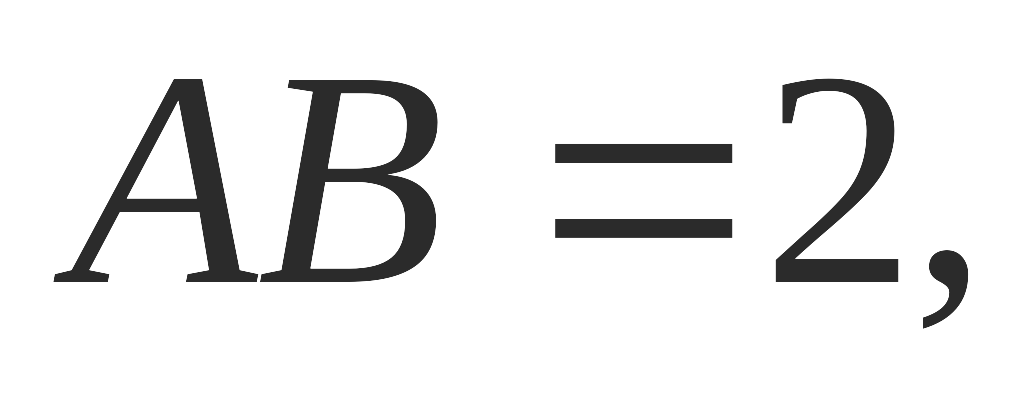 AB =2,